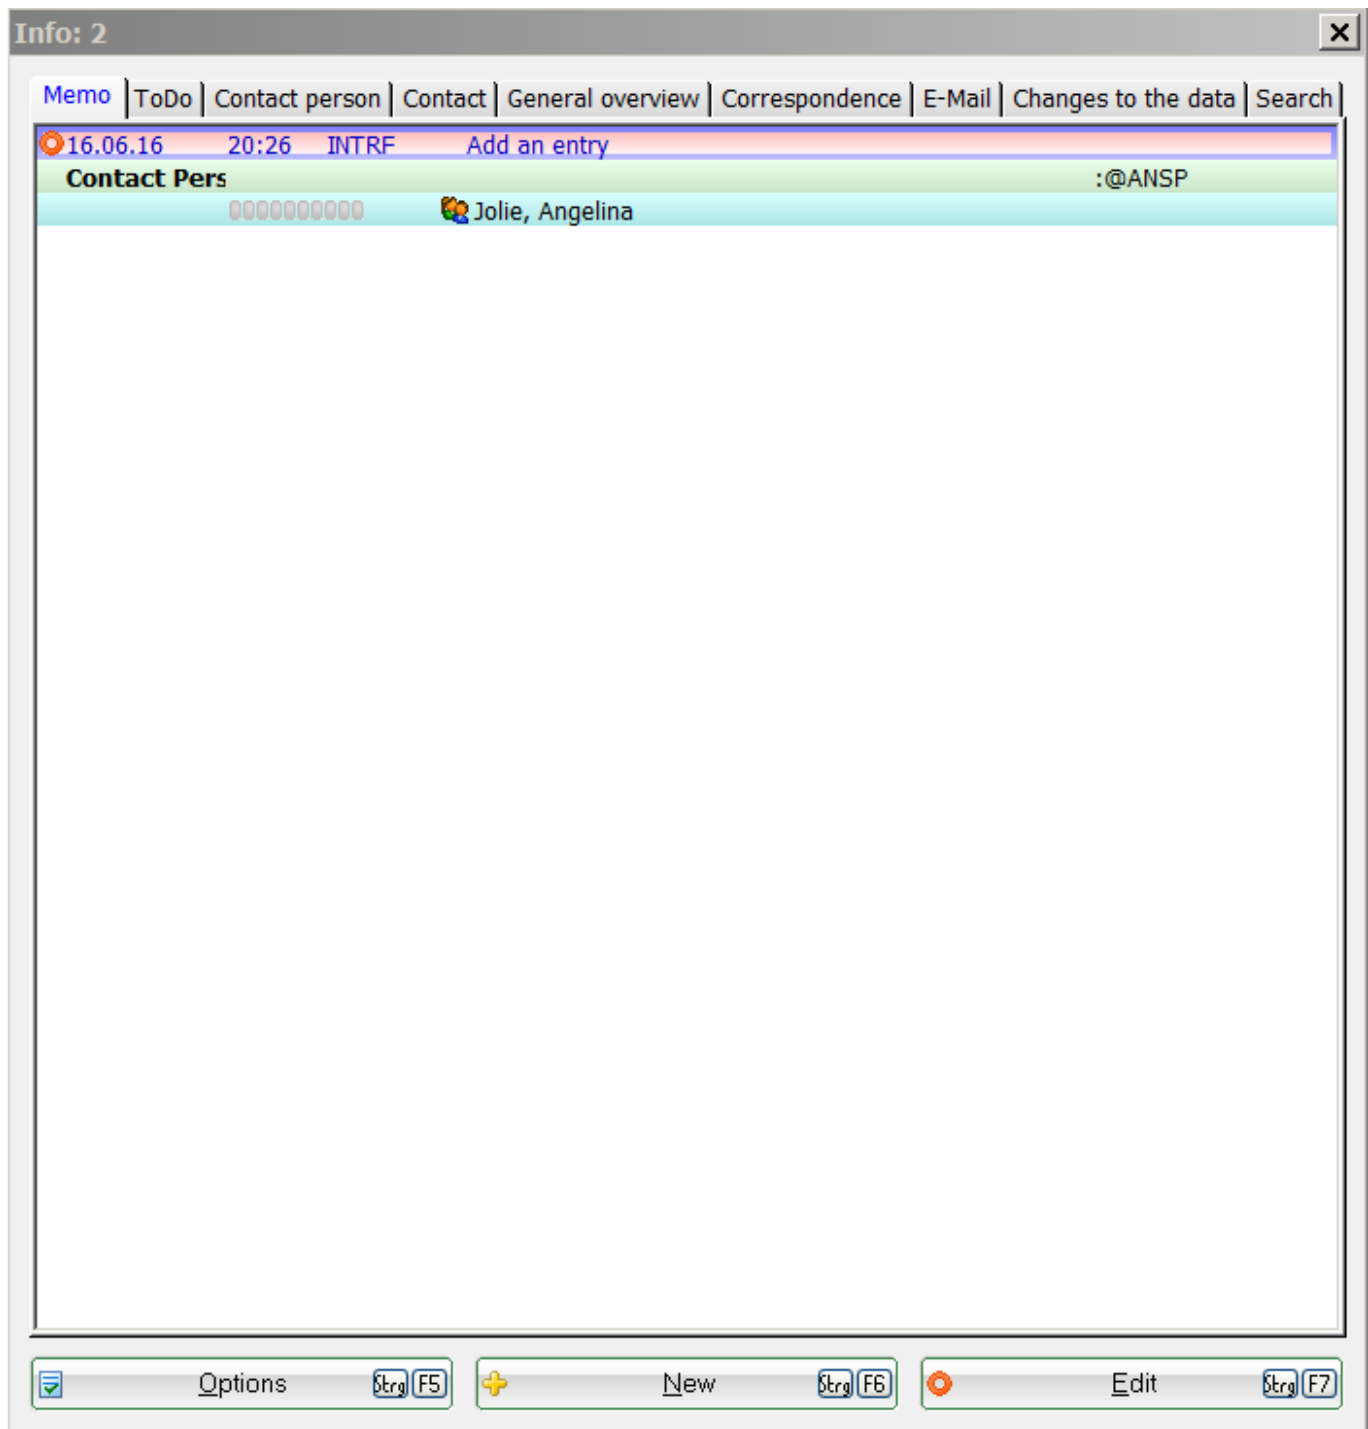 Info: 2
Memo ToDo Contact person Contact General overview Correspondence E-Mail Changes to the data Search
16.06.16 20:26 INTRF Add an entry
Contact Pers :@ANSP
0000000000 Jolie, Angelina
Options Strg F5 New Strg F6 Edit Strg F7